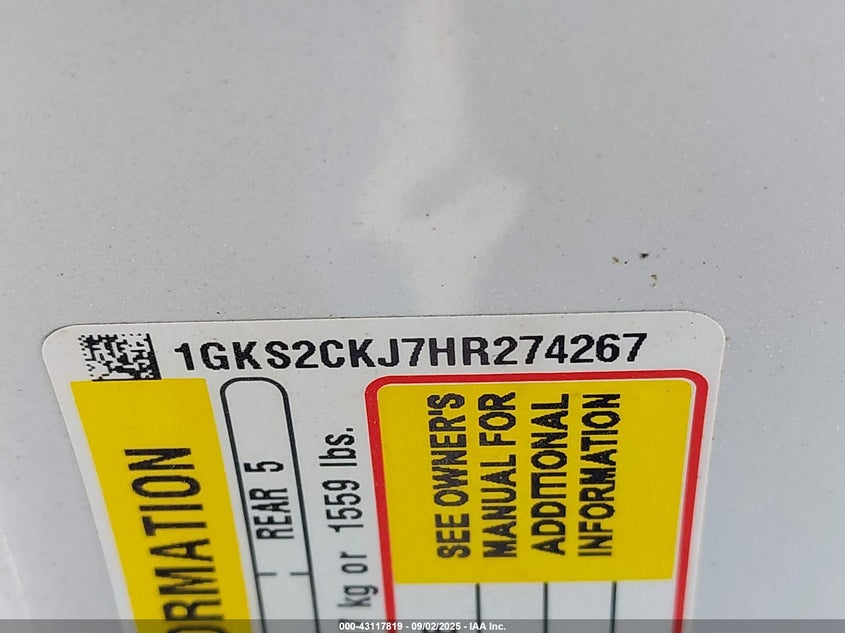 1GKS2CKJ7HR274267
REAR 5
kg or 1559 lbs.
SEE OWNER'S
MANUAL FOR
ADDITIONAL
INFORMATION
000-43117819 - 09/02/2025 - IAA Inc.